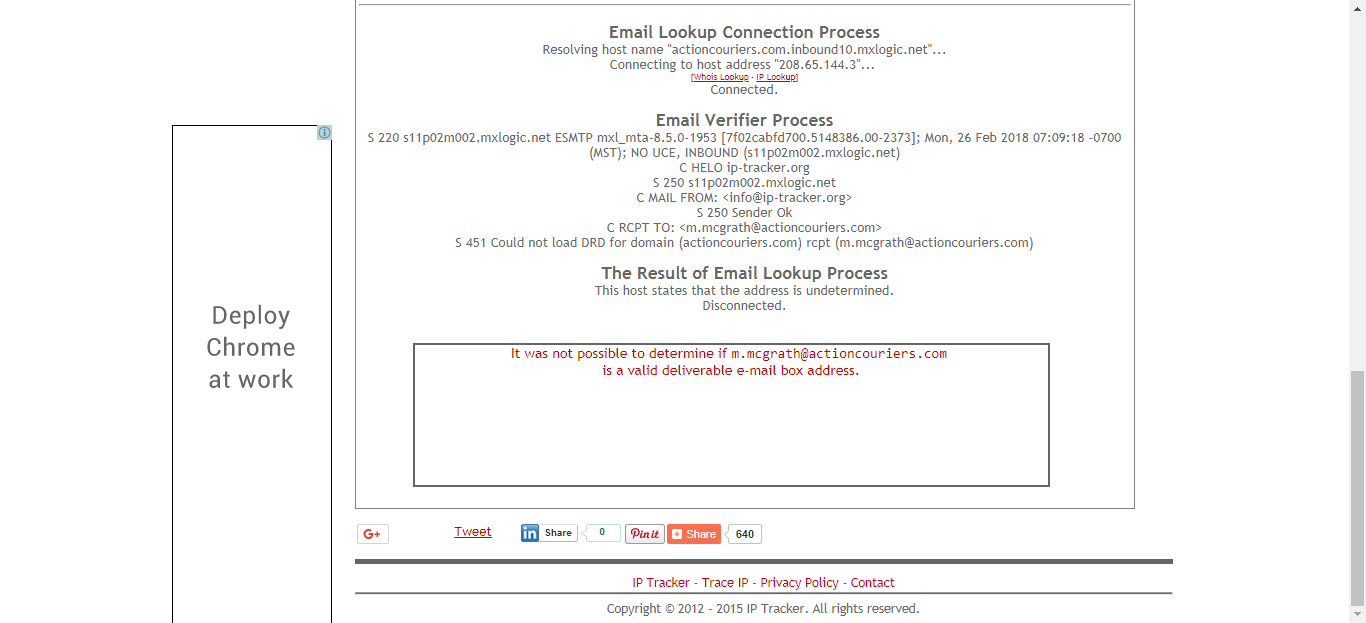 Email Lookup Connection Process
Resolving host name "actioncouriers.com.inbound10.mxlogic.net"...
Connecting to host address "208.65.144.3"...
[Whois Lookup - IP Lookup]
Connected.
Email Verifier Process
S 220 s11p02m002.mxlogic.net ESMTP mxl_mta-8.5.0-1953 [7f02cabfd700.5148386.00-2373]; Mon, 26 Feb 2018 07:09:18 -0700
(MST); NO UCE, INBOUND (s11p02m002.mxlogic.net)
C HELO ip-tracker.org
S 250 s11p02m002.mxlogic.net
C MAIL FROM: <info@ip-tracker.org>
S 250 Sender Ok
C RCPT TO: <m.mcgrath@actioncouriers.com>
S 451 Could not load DRD for domain (actioncouriers.com) rcpt (m.mcgrath@actioncouriers.com)
The Result of Email Lookup Process
This host states that the address is undetermined.
Disconnected.
It was not possible to determine if m.mcgrath@actioncouriers.com
is a valid deliverable e-mail box address.
Deploy
Chrome
at work
G+ Tweet in Share 0 Pin it Share 640
IP Tracker - Trace IP - Privacy Policy - Contact
Copyright © 2012 - 2015 IP Tracker. All rights reserved.